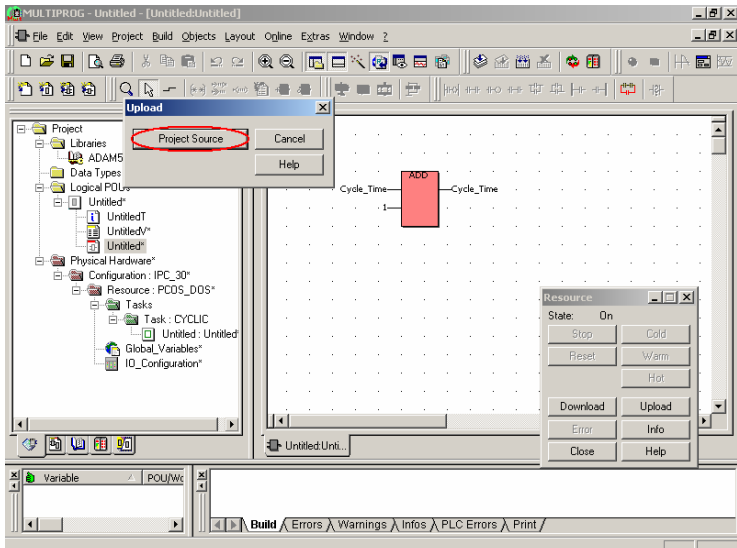 MULTIPROG - Untitled - [Untitled:Untitled]
File Edit View Project Build Objects Layout Online Extras Window ?
Upload
Project Source
Cancel
Help
Project
Libraries
ADAM5
Data Types
Logical POUs
Untitled*
UntitledT
UntitledV*
Untitled*
Physical Hardware*
Configuration : IPC_30*
Resource : PCOS_DOS*
Tasks
Task : CYCLIC
Untitled : Untitled*
Global_Variables*
IO_Configuration*
ADD
Cycle_Time
Cycle_Time
1
Resource
State: On
Stop Cold
Reset Warm
Hot
Download Upload
Error Info
Close Help
Untitled:Unti...
Variable POU/Wo
Build Errors Warnings Infos PLC Errors Print